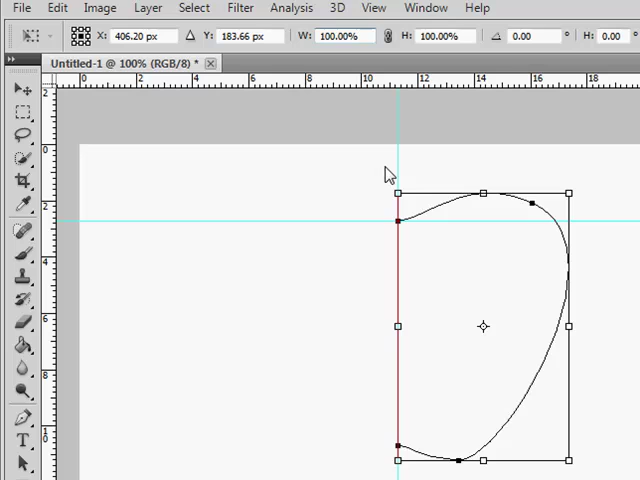 File Edit Image Layer Select Filter Analysis 3D View Window Help
X: 406.20 px Y: 183.66 px W: 100.00% H: 100.00% 0.00 ° H: 0.00 °
Untitled-1 @ 100% (RGB/8) *
0 2 4 6 8 10 12 14 16 18
2
0
2
4
6
8
1
0
T